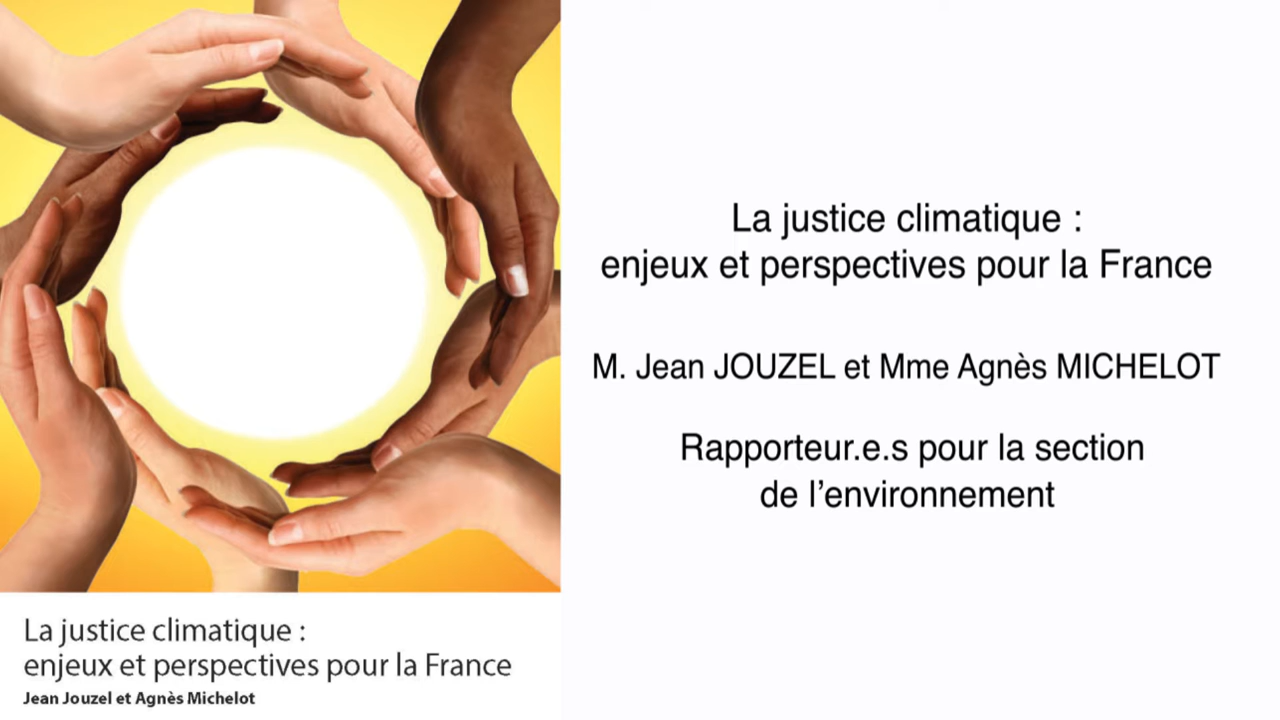 La justice climatique :
enjeux et perspectives pour la France
Jean Jouzel et Agnès Michelot
La justice climatique :
enjeux et perspectives pour la France
M. Jean JOUZEL et Mme Agnès MICHELOT
Rapporteur.e.s pour la section
de l’environnement